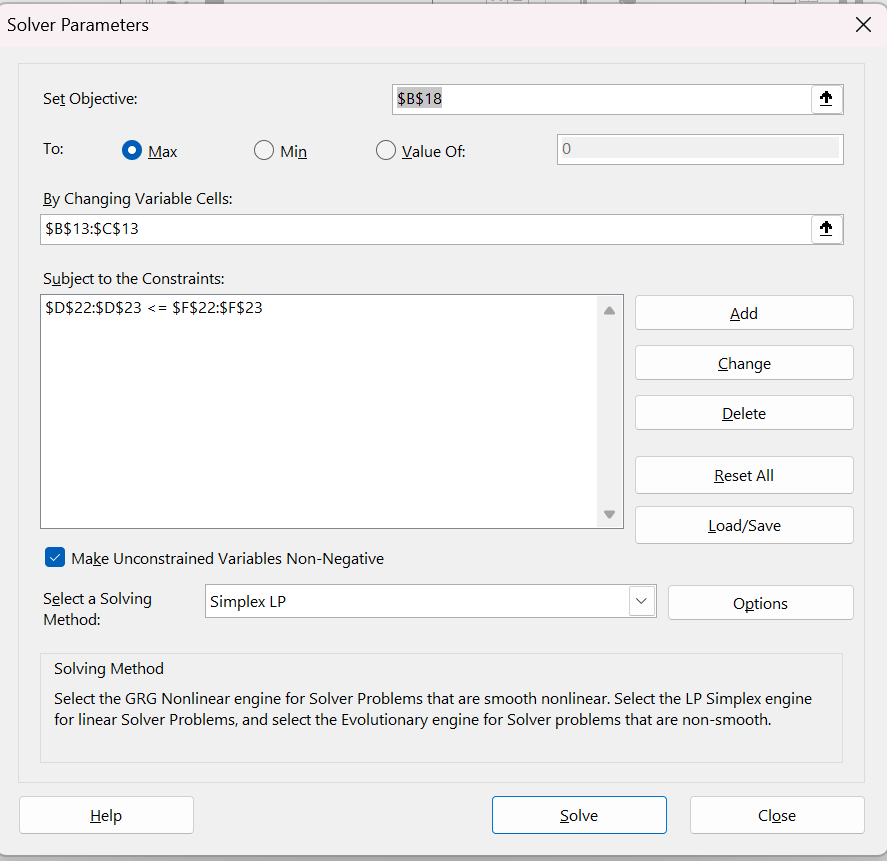 Solver Parameters
Set Objective:
$B$18
To:
Max
Min
Value Of:
0
By Changing Variable Cells:
$B$13:$C$13
Subject to the Constraints:
$D$22:$D$23 <= $F$22:$F$23
Add
Change
Delete
Reset All
Load/Save
Make Unconstrained Variables Non-Negative
Select a Solving
Method:
Simplex LP
Options
Solving Method
Select the GRG Nonlinear engine for Solver Problems that are smooth nonlinear. Select the LP Simplex engine
for linear Solver Problems, and select the Evolutionary engine for Solver problems that are non-smooth.
Help
Solve
Close